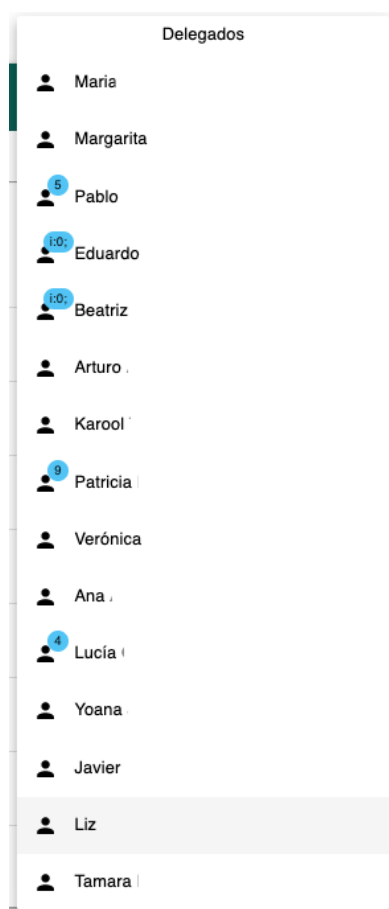 Delegados
Maria
Margarita
5
Pablo
i:0;
Eduardo
i:0;
Beatriz
Arturo
Karool
9
Patricia
Verónica
Ana
4
Lucía
Yoana
Javier
Liz
Tamara